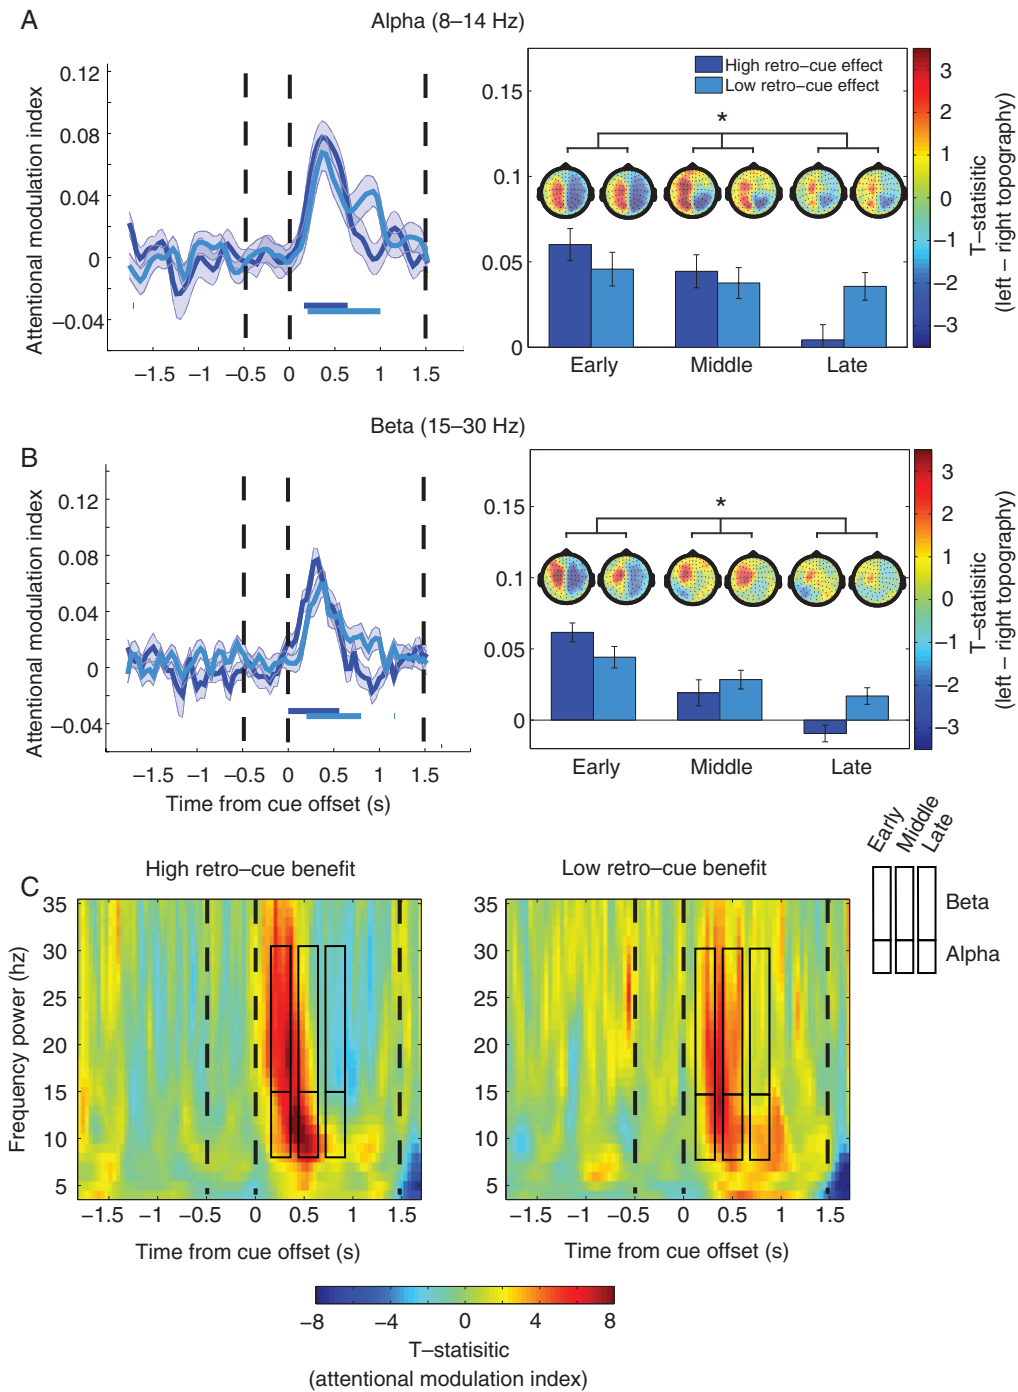 A
Alpha (8–14 Hz)
Attentional modulation index
0.12
0.08
0.04
0
−0.04
−1.5 −1 −0.5 0 0.5 1 1.5
High retro−cue effect
Low retro−cue effect
*
0.15
0.1
0.05
0
Early Middle Late
3
2
1
0
−1
−2
−3
T−statisitic
(left − right topography)
Beta (15–30 Hz)
B
Attentional modulation index
0.12
0.08
0.04
0
−0.04
−1.5 −1 −0.5 0 0.5 1 1.5
Time from cue offset (s)
*
0.15
0.1
0.05
0
Early Middle Late
3
2
1
0
−1
−2
−3
T−statisitic
(left − right topography)
Early
Middle
Late
Beta
Alpha
C
High retro−cue benefit
Frequency power (hz)
35
30
25
20
15
10
5
−1.5 −1 −0.5 0 0.5 1 1.5
Time from cue offset (s)
Low retro−cue benefit
35
30
25
20
15
10
5
−1.5 −1 −0.5 0 0.5 1 1.5
Time from cue offset (s)
−8 −4 0 4 8
T−statisitic
(attentional modulation index)